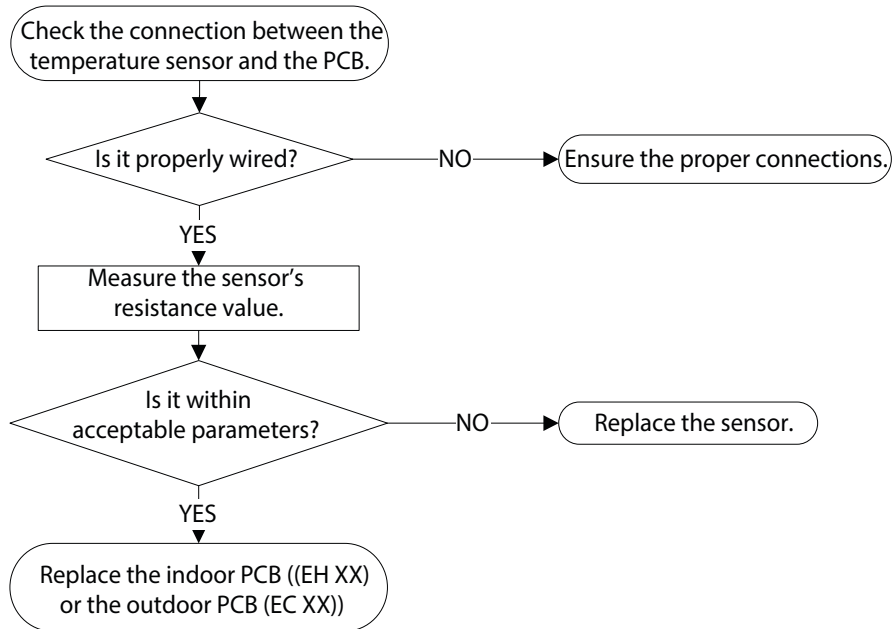 Check the connection between the
temperature sensor and the PCB.
Is it properly wired?
NO
Ensure the proper connections.
YES
Measure the sensor’s
resistance value.
Is it within
acceptable parameters?
NO
Replace the sensor.
YES
Replace the indoor PCB ((EH XX)
or the outdoor PCB (EC XX))